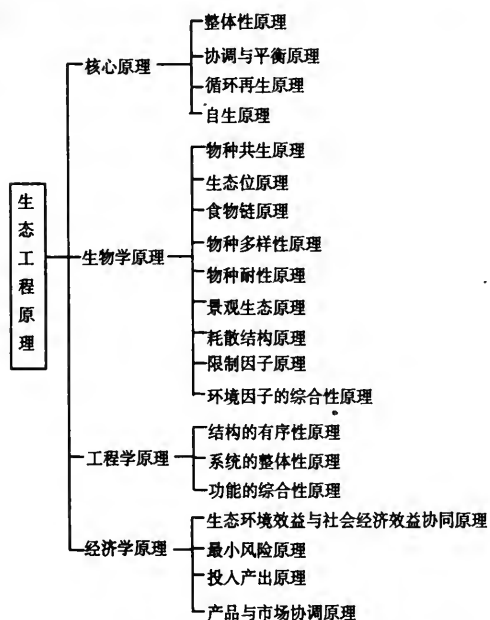 生态工程原理
核心原理
整体性原理
协调与平衡原理
循环再生原理
自生原理
生物学原理
物种共生原理
生态位原理
食物链原理
物种多样性原理
物种耐性原理
景观生态原理
耗散结构原理
限制因子原理
环境因子的综合性原理
工程学原理
结构的有序性原理
系统的整体性原理
功能的综合性原理
经济学原理
生态环境效益与社会经济效益协同原理
最小风险原理
投入产出原理
产品与市场协调原理